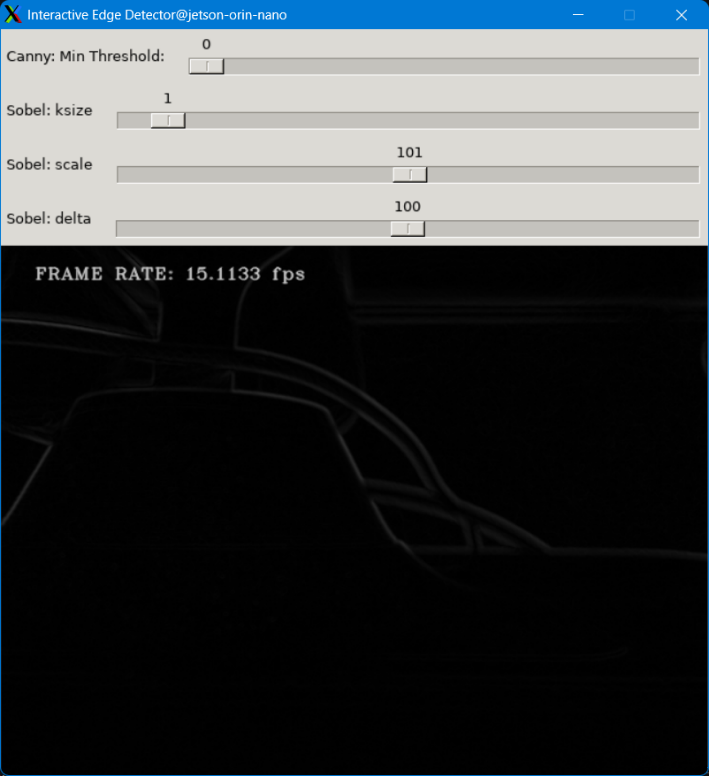 Interactive Edge Detector@jetson-orin-nano
0
Canny: Min Threshold:
1
Sobel: ksize
101
Sobel: scale
100
Sobel: delta
FRAME RATE: 15.1133 fps